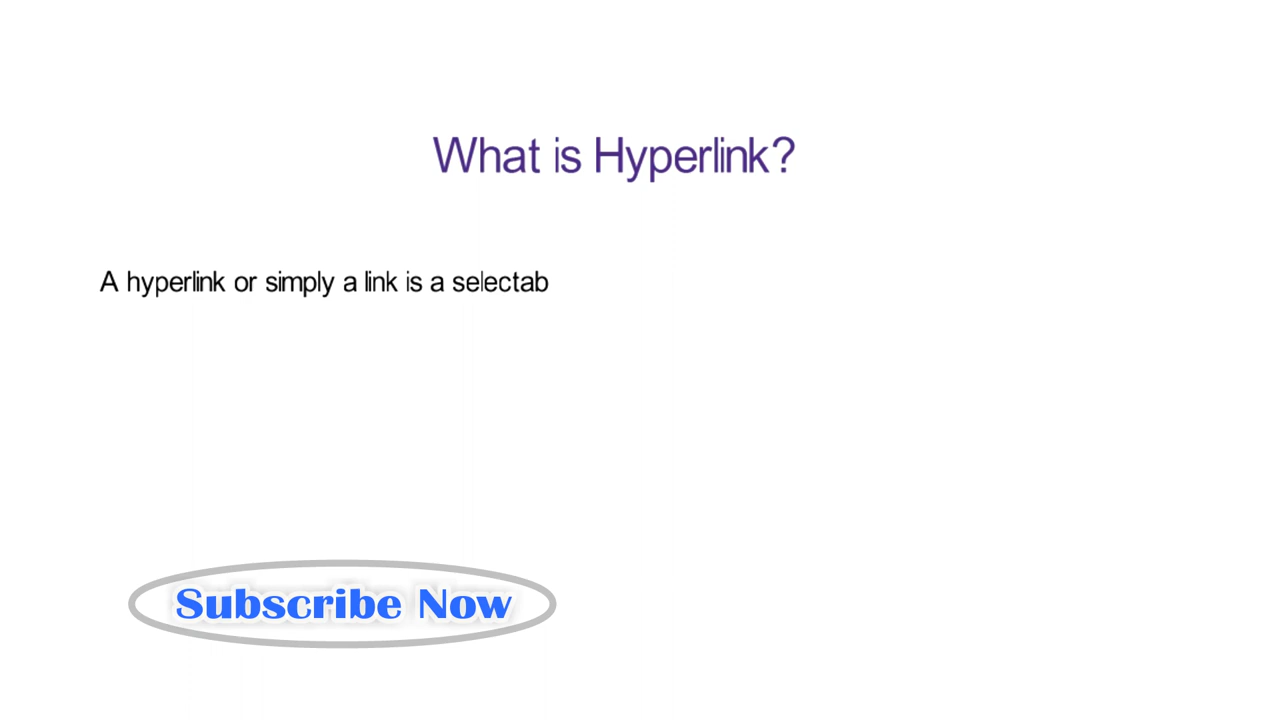 What is Hyperlink?
A hyperlink or simply a link is a selectab
Subscribe Now